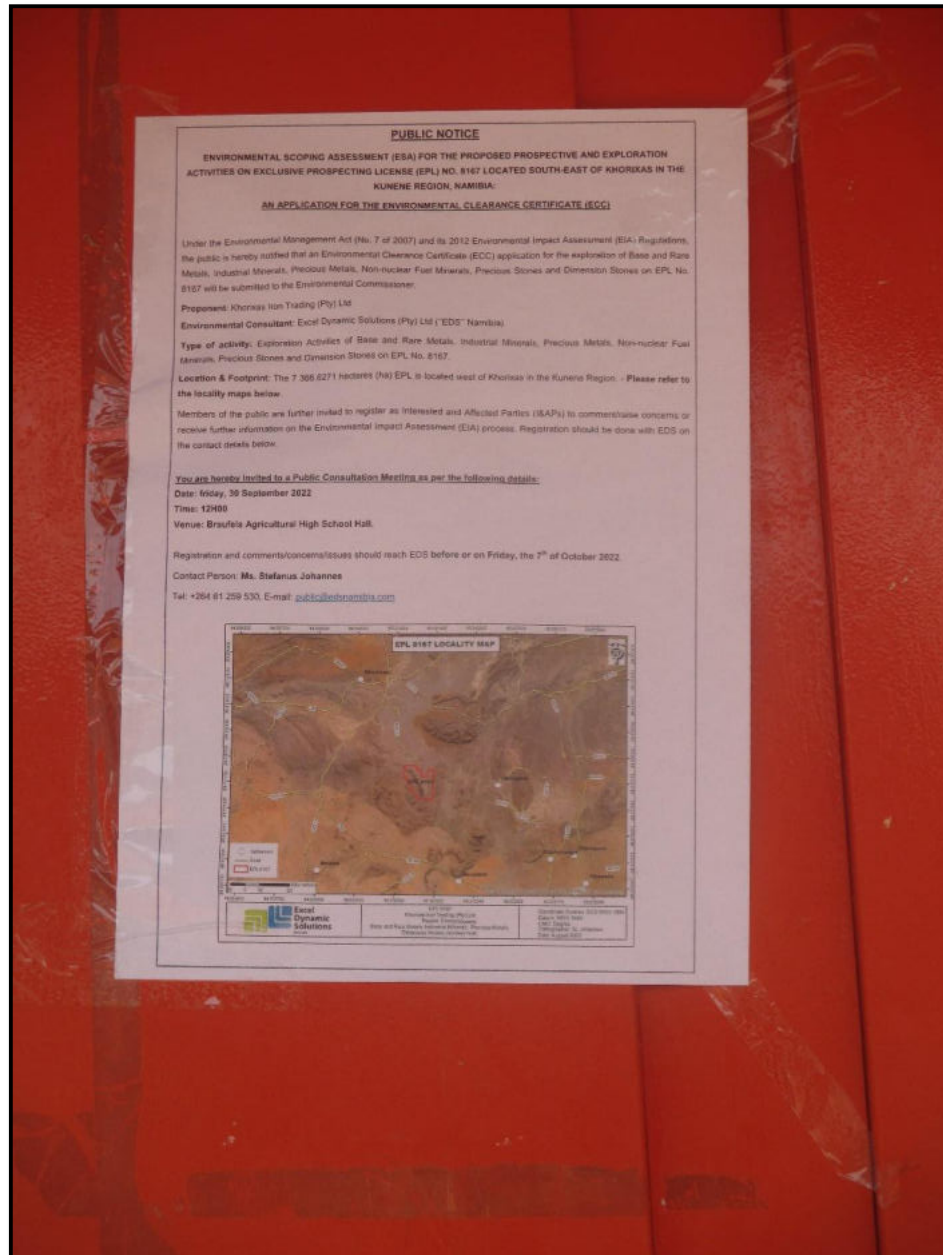 PUBLIC NOTICE
ENVIRONMENTAL SCOPING ASSESSMENT (ESA) FOR THE PROPOSED PROSPECTIVE AND EXPLORATION
ACTIVITIES ON EXCLUSIVE PROSPECTING LICENSE (EPL) NO. 8167 LOCATED SOUTH-EAST OF KHORIXAS IN THE
KUNENE REGION, NAMIBIA:
AN APPLICATION FOR THE ENVIRONMENTAL CLEARANCE CERTIFICATE (ECC)
Under the Environmental Management Act (No. 7 of 2007) and its 2012 Environmental Impact Assessment (EIA) Regulations,
the public is hereby notified that an Environmental Clearance Certificate (ECC) application for the exploration of Base and Rare
Metals, Industrial Minerals, Precious Metals, Non-nuclear Fuel Minerals, Precious Stones and Dimension Stones on EPL No.
8167 will be submitted to the Environmental Commissioner.
Proponent: Khorixas Iron Trading (Pty) Ltd
Environmental Consultant: Excel Dynamic Solutions (Pty) Ltd ("EDS" Namibia)
Type of activity: Exploration Activities of Base and Rare Metals, Industrial Minerals, Precious Metals, Non-nuclear Fuel
Minerals, Precious Stones and Dimension Stones on EPL No. 8167.
Location & Footprint: The 7 366.6271 hectares (ha) EPL is located west of Khorixas in the Kunene Region. - Please refer to
the locality maps below.
Members of the public are further invited to register as Interested and Affected Parties (I&APs) to comment/raise concerns or
receive further information on the Environmental Impact Assessment (EIA) process. Registration should be done with EDS on
the contact details below.
You are hereby invited to a Public Consultation Meeting as per the following details:
Date: friday, 30 September 2022
Time: 12H00
Venue: Braufels Agricultural High School Hall.
Registration and comments/concerns/issues should reach EDS before or on Friday, the 7th of October 2022.
Contact Person: Ms. Stefanus Johannes
Tel: +264 61 259 530, E-mail: public@edsnamibia.com
EPL 8167 LOCALITY MAP
Excel
Dynamic
Solutions